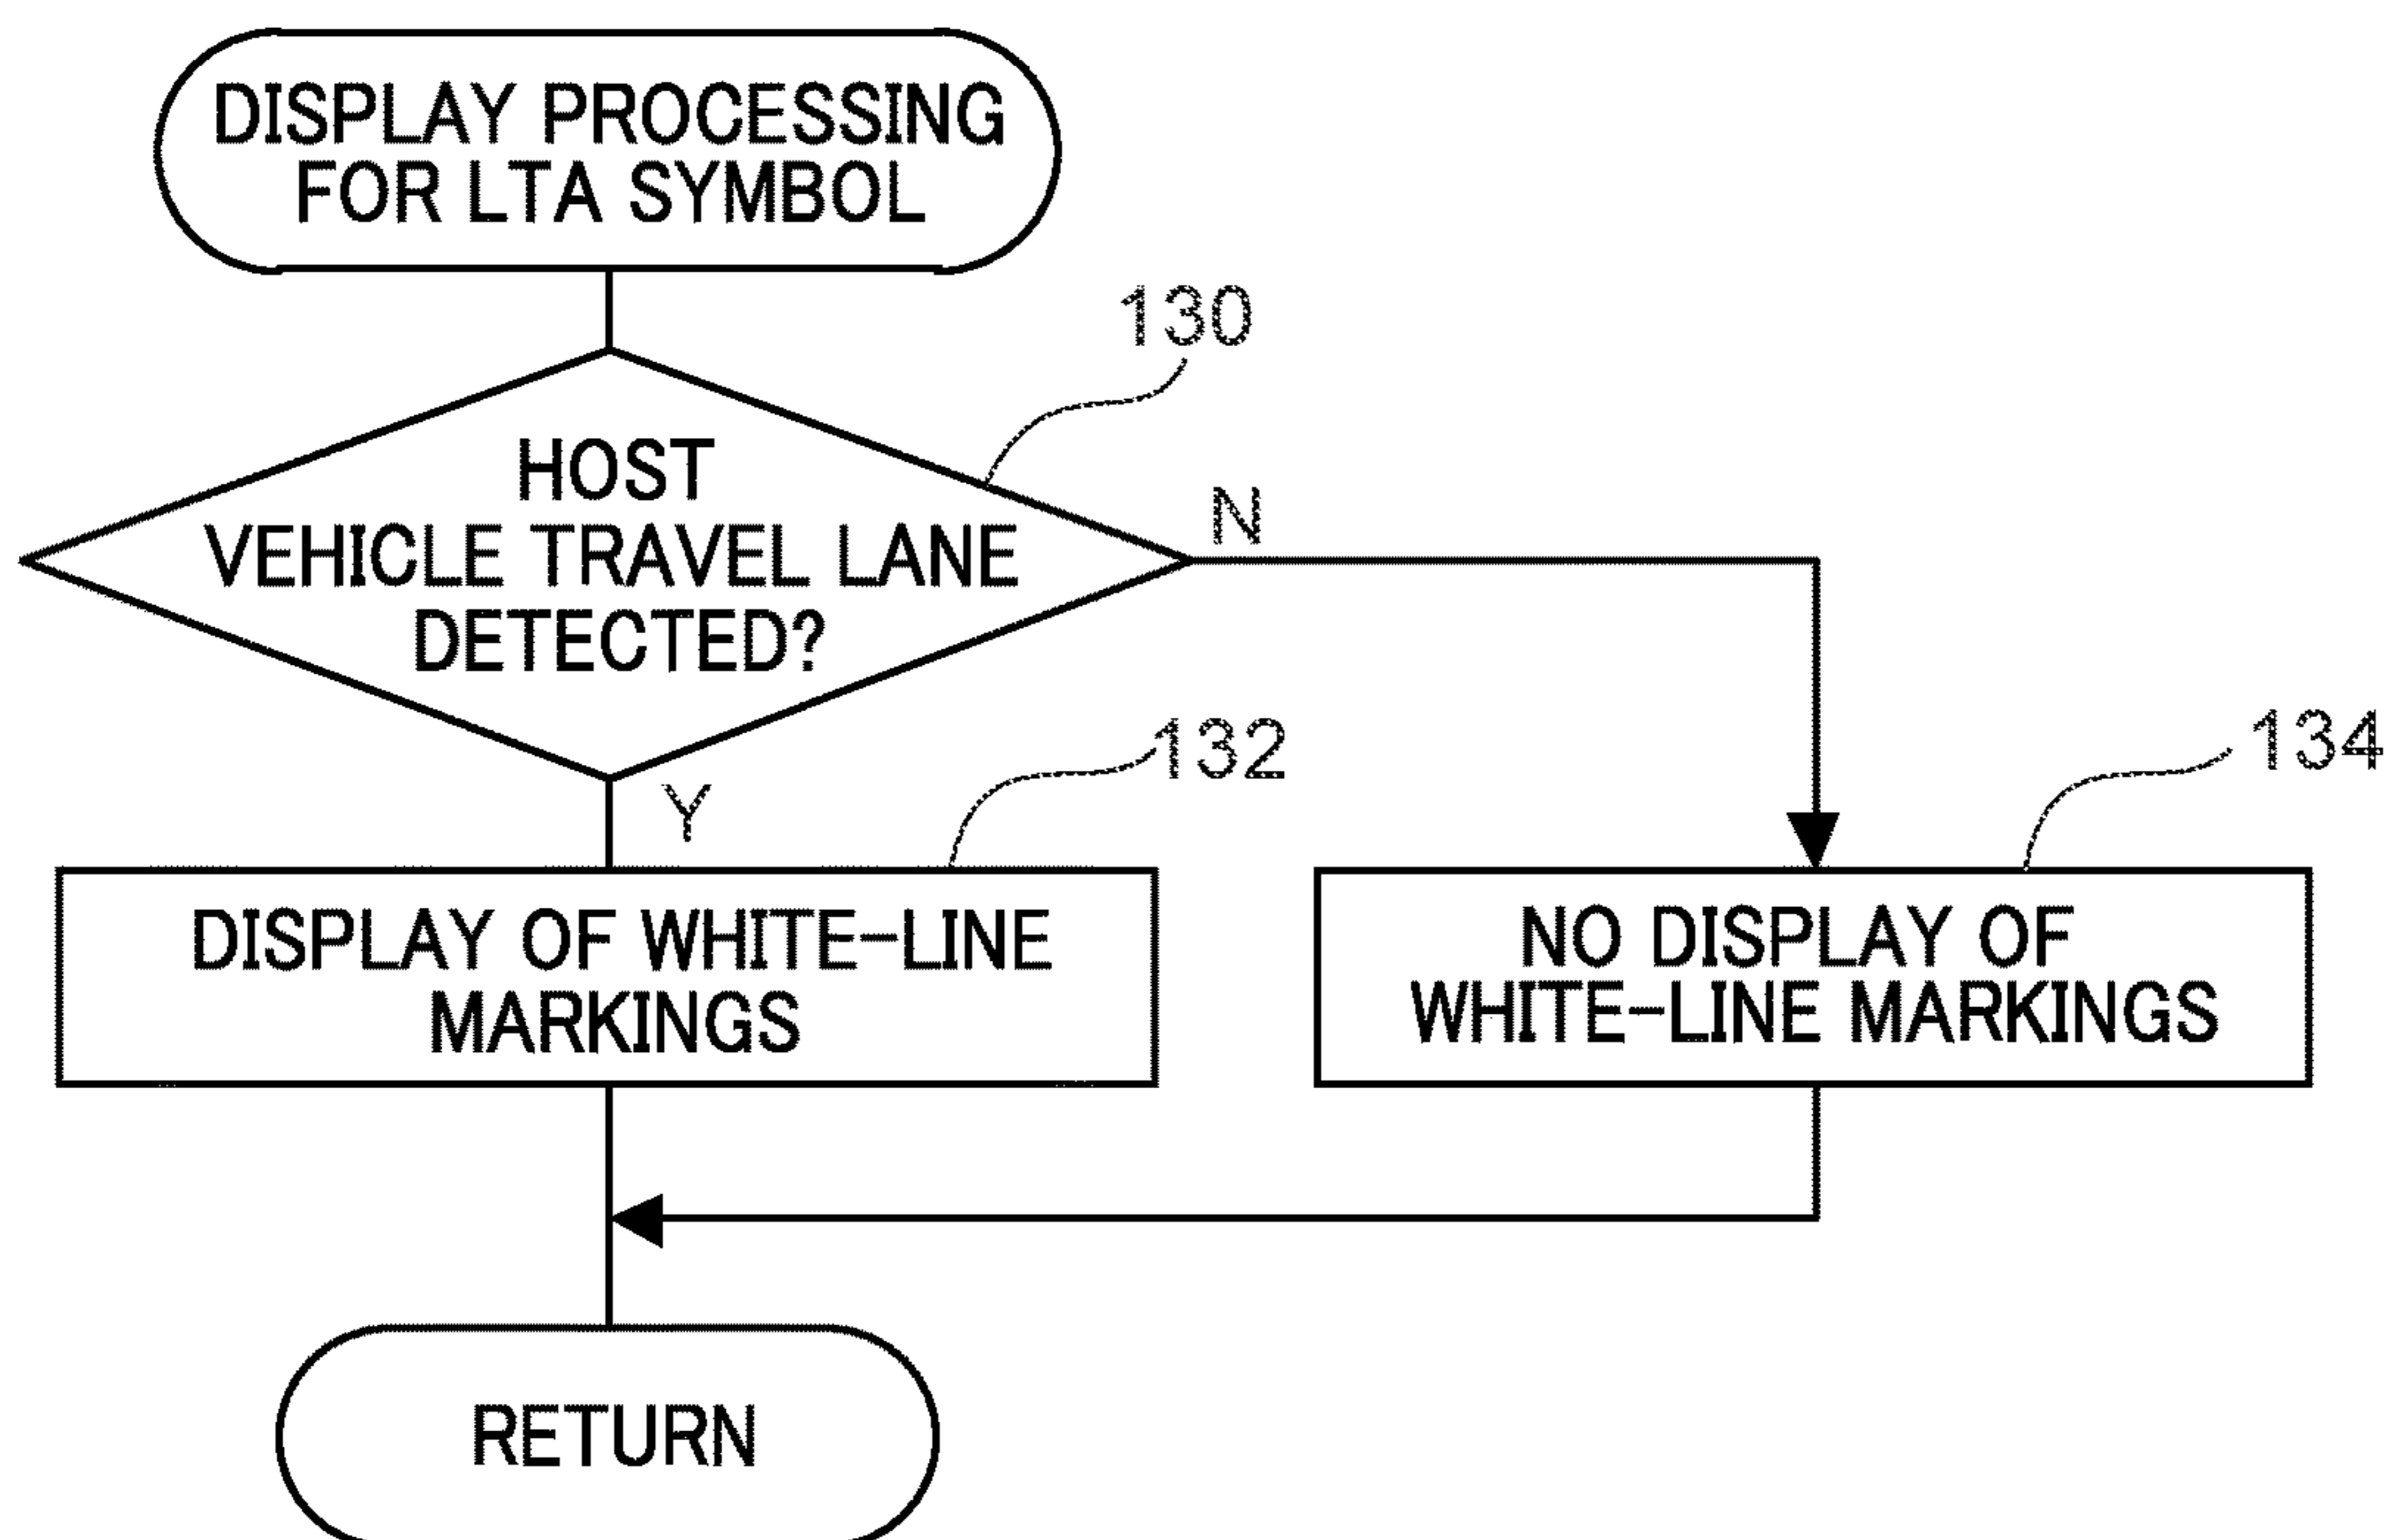 DISPLAY PROCESSING
FOR LTA SYMBOL
130
HOST
VEHICLE TRAVEL LANE
DETECTED?
N
Y
132
134
DISPLAY OF WHITE-LINE
MARKINGS
NO DISPLAY OF
WHITE-LINE MARKINGS
RETURN